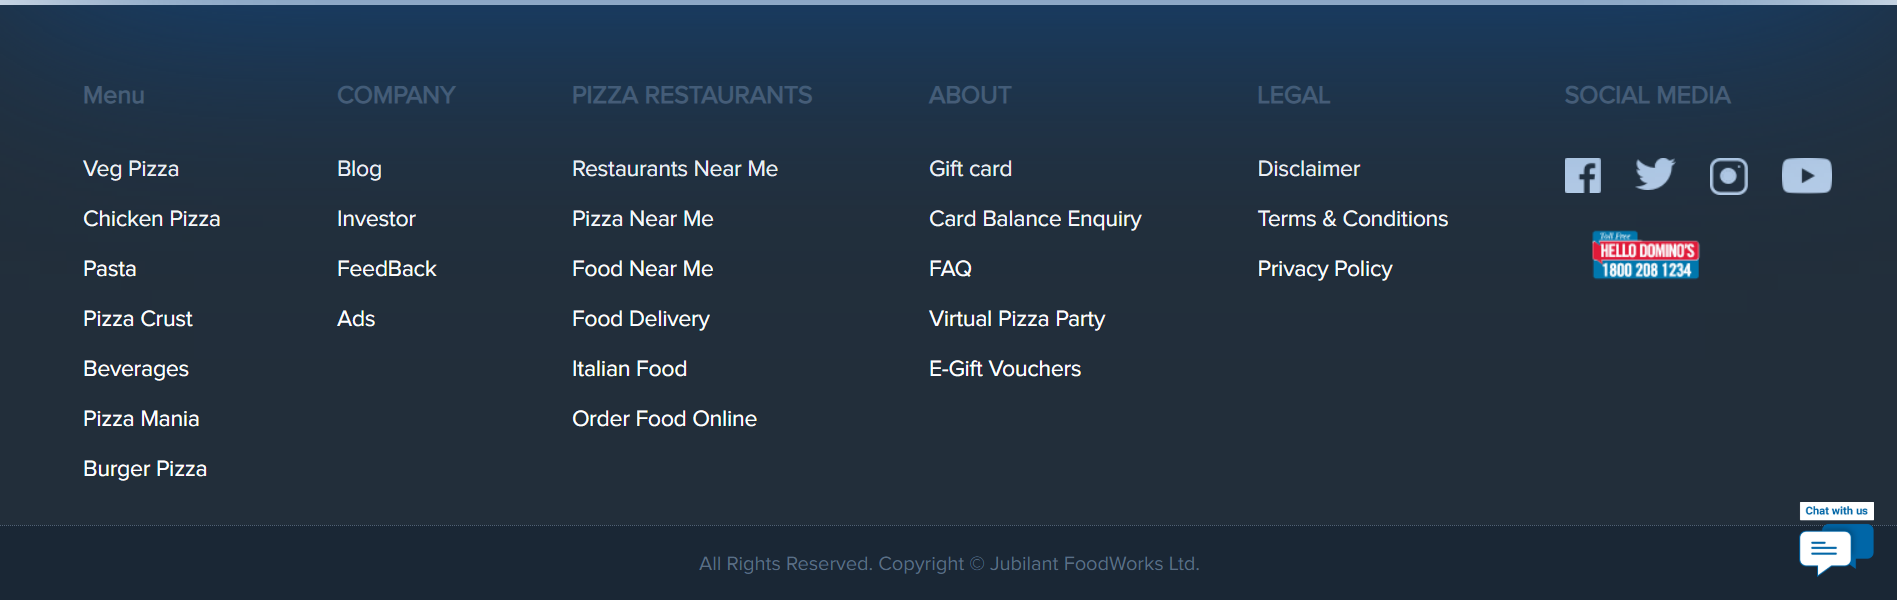 Menu
Veg Pizza
Chicken Pizza
Pasta
Pizza Crust
Beverages
Pizza Mania
Burger Pizza
COMPANY
Blog
Investor
FeedBack
Ads
PIZZA RESTAURANTS
Restaurants Near Me
Pizza Near Me
Food Near Me
Food Delivery
Italian Food
Order Food Online
ABOUT
Gift card
Card Balance Enquiry
FAQ
Virtual Pizza Party
E-Gift Vouchers
LEGAL
Disclaimer
Terms & Conditions
Privacy Policy
SOCIAL MEDIA
Toll Free
HELLO DOMINO'S
1800 208 1234
Chat with us
All Rights Reserved. Copyright © Jubilant FoodWorks Ltd.